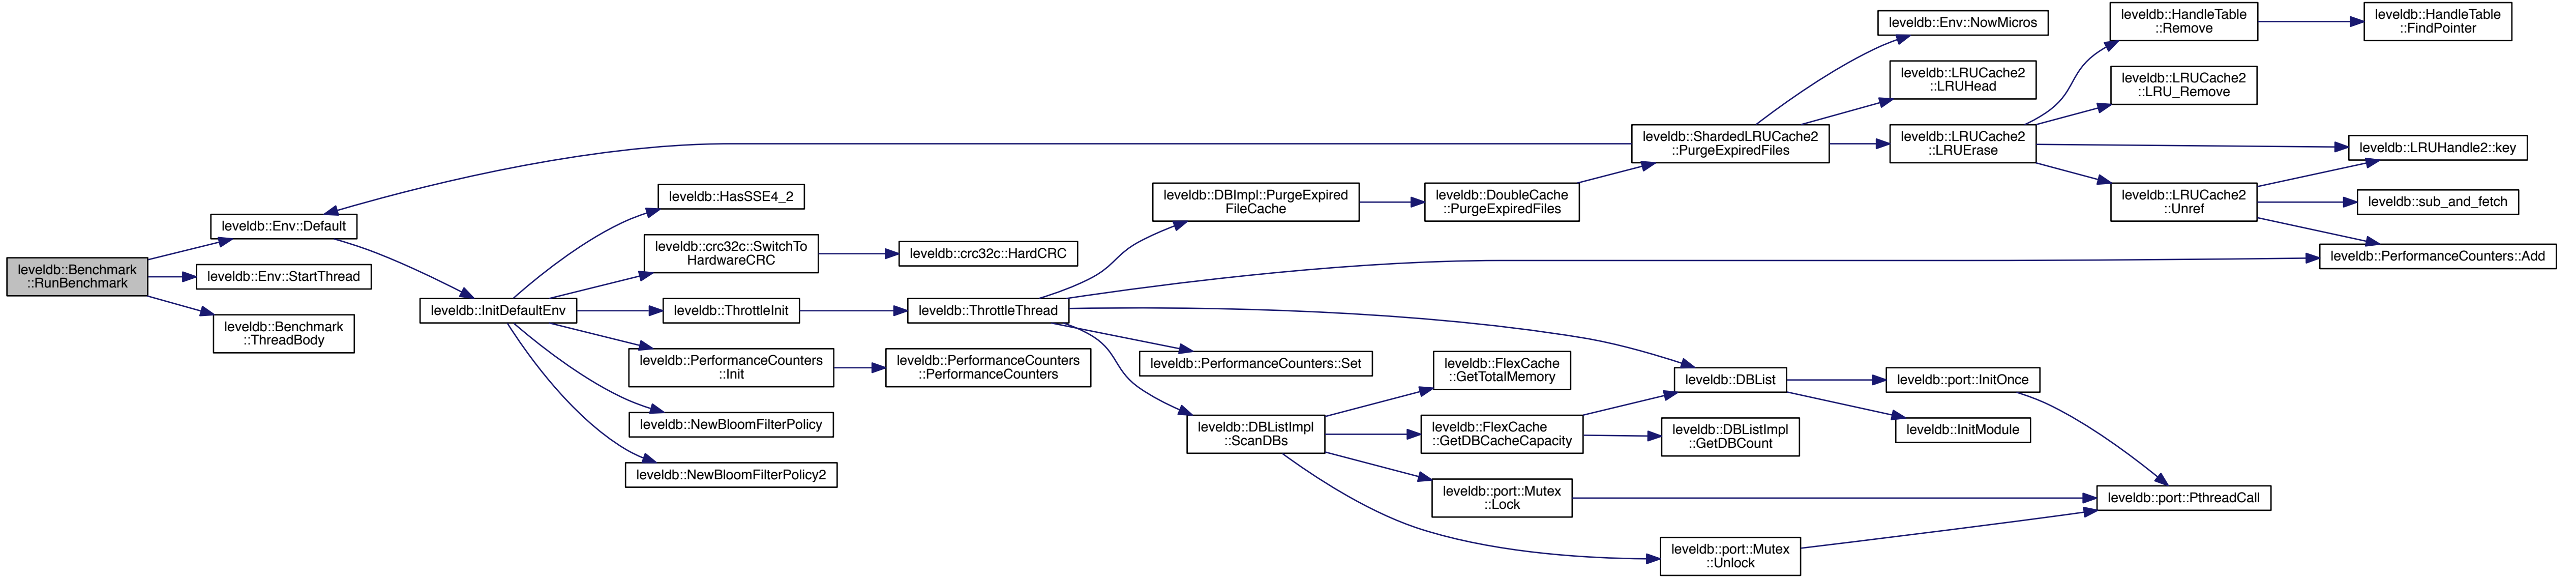 leveldb::Benchmark
::RunBenchmark
leveldb::Env::Default
leveldb::Env::StartThread
leveldb::Benchmark
::ThreadBody
leveldb::InitDefaultEnv
leveldb::HasSSE4_2
leveldb::crc32c::SwitchTo
HardwareCRC
leveldb::ThrottleInit
leveldb::PerformanceCounters
::Init
leveldb::NewBloomFilterPolicy
leveldb::NewBloomFilterPolicy2
leveldb::crc32c::HardCRC
leveldb::ThrottleThread
leveldb::PerformanceCounters
::PerformanceCounters
leveldb::DBImpl::PurgeExpired
FileCache
leveldb::PerformanceCounters::Set
leveldb::DBListImpl
::ScanDBs
leveldb::DoubleCache
::PurgeExpiredFiles
leveldb::FlexCache
::GetTotalMemory
leveldb::FlexCache
::GetDBCacheCapacity
leveldb::port::Mutex
::Lock
leveldb::ShardedLRUCache2
::PurgeExpiredFiles
leveldb::DBList
leveldb::DBListImpl
::GetDBCount
leveldb::port::Mutex
::Unlock
leveldb::Env::NowMicros
leveldb::LRUCache2
::LRUHead
leveldb::LRUCache2
::LRUErase
leveldb::port::InitOnce
leveldb::InitModule
leveldb::HandleTable
::Remove
leveldb::LRUCache2
::LRU_Remove
leveldb::LRUCache2
::Unref
leveldb::port::PthreadCall
leveldb::HandleTable
::FindPointer
leveldb::LRUHandle2::key
leveldb::sub_and_fetch
leveldb::PerformanceCounters::Add